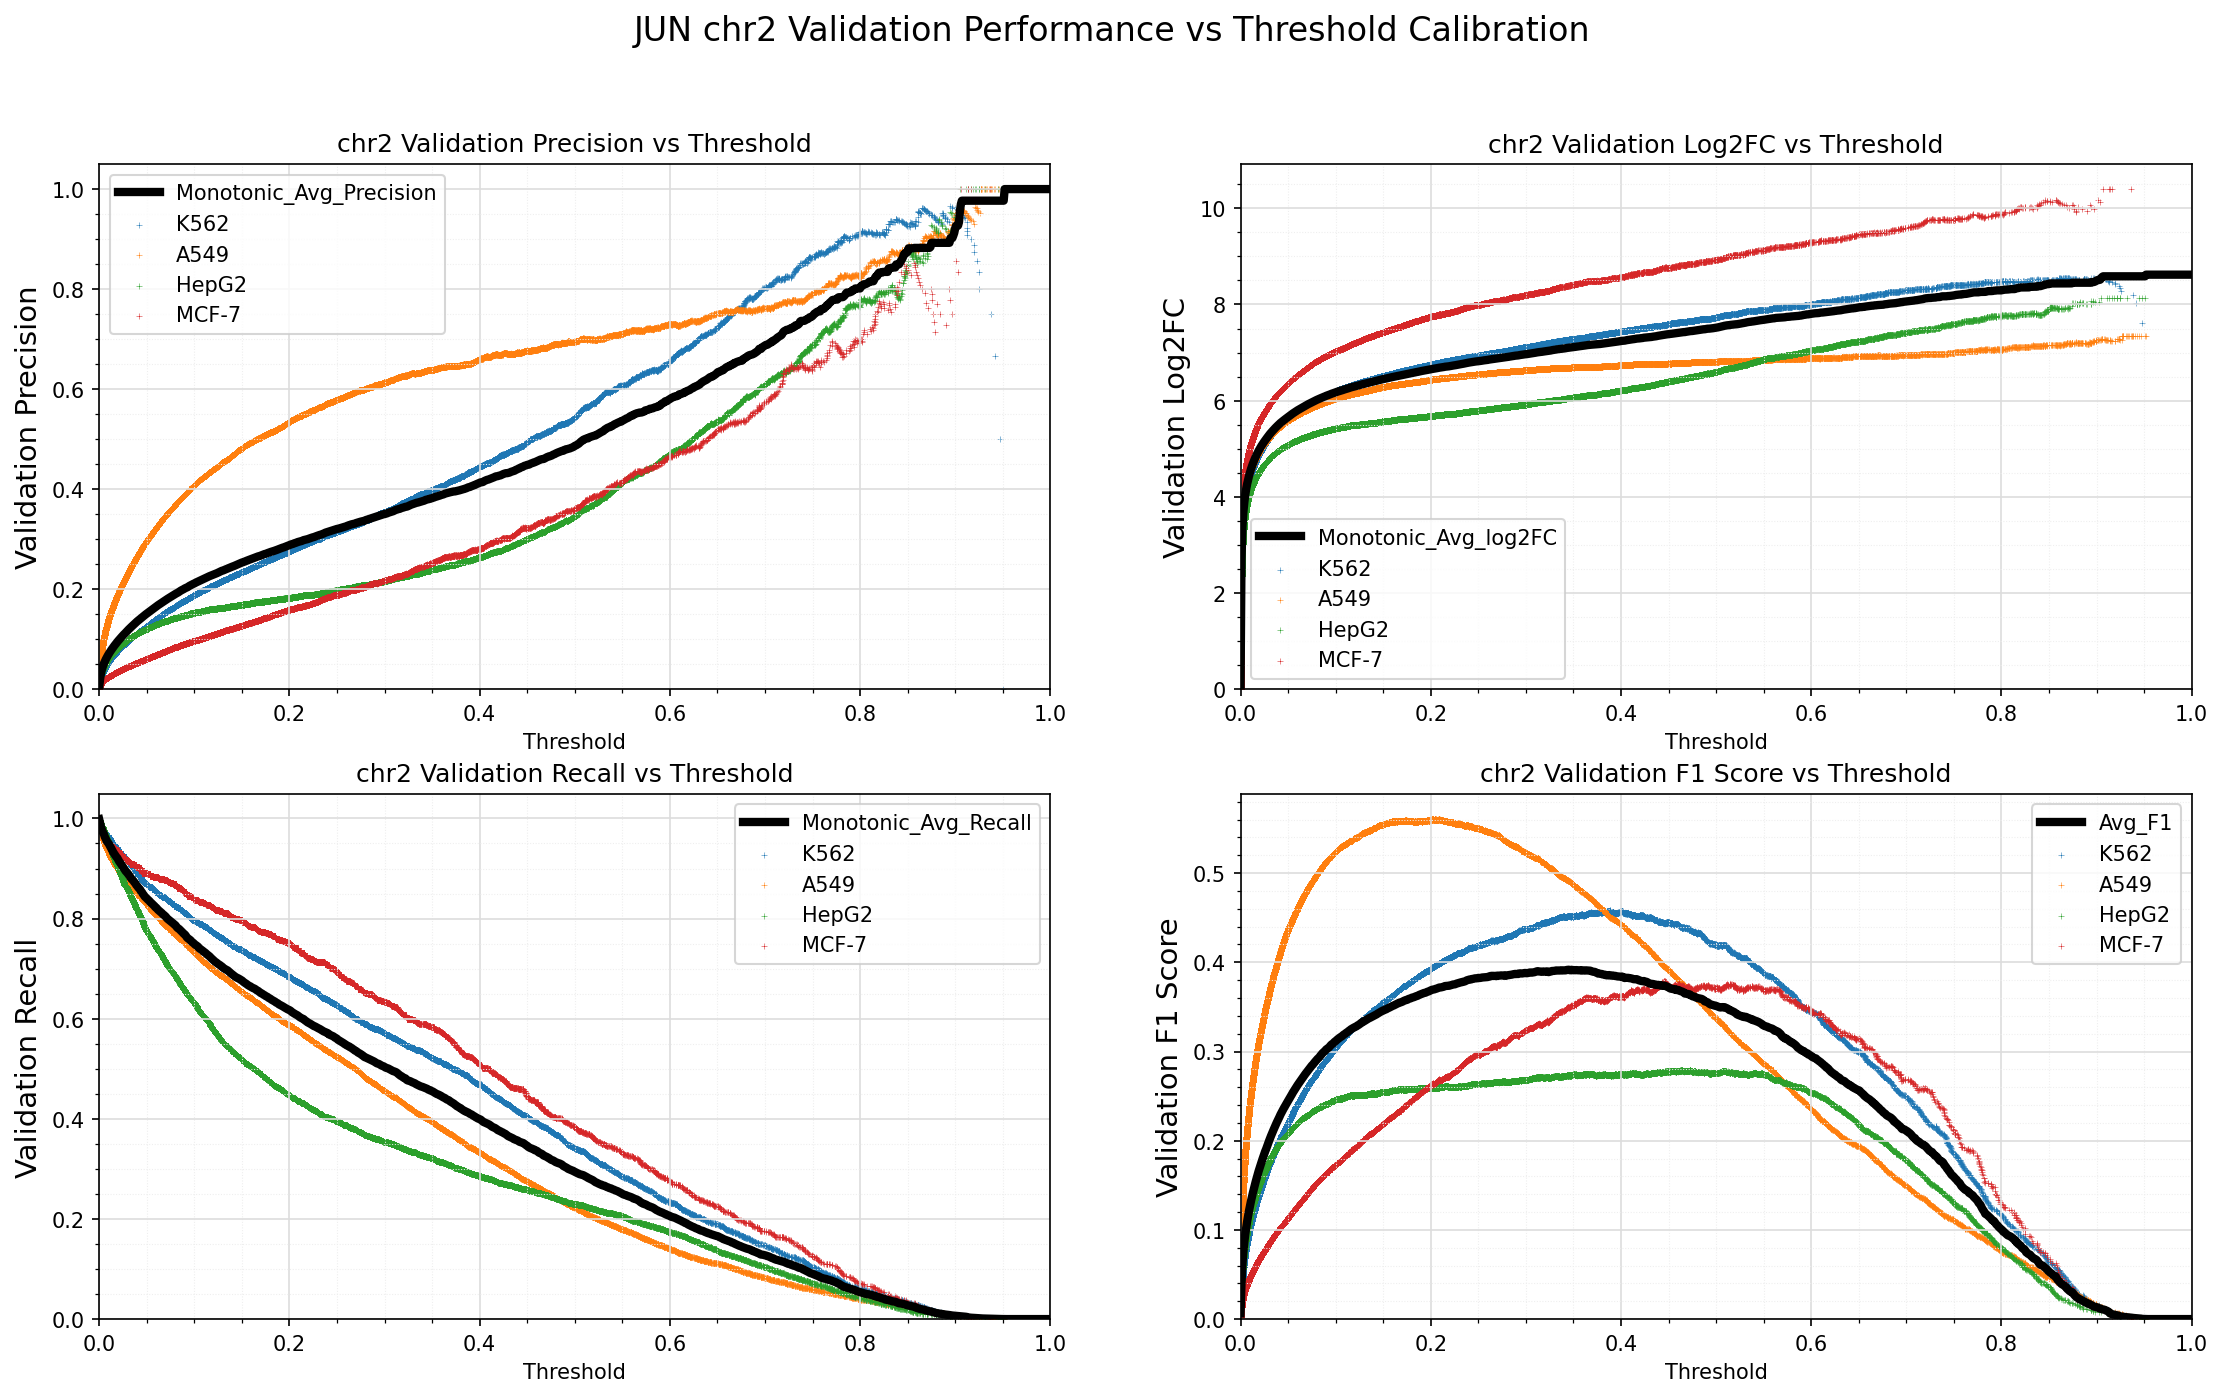 JUN chr2 Validation Performance vs Threshold Calibration
chr2 Validation Precision vs Threshold
Validation Precision
1.0
0.8
0.6
0.4
0.2
0.0
Monotonic_Avg_Precision
K562
A549
HepG2
MCF-7
0.0 0.2 0.4 0.6 0.8 1.0
Threshold
chr2 Validation Log2FC vs Threshold
Validation Log2FC
10
8
6
4
2
0
Monotonic_Avg_log2FC
K562
A549
HepG2
MCF-7
0.0 0.2 0.4 0.6 0.8 1.0
Threshold
chr2 Validation Recall vs Threshold
Validation Recall
1.0
0.8
0.6
0.4
0.2
0.0
Monotonic_Avg_Recall
K562
A549
HepG2
MCF-7
0.0 0.2 0.4 0.6 0.8 1.0
Threshold
chr2 Validation F1 Score vs Threshold
Validation F1 Score
0.5
0.4
0.3
0.2
0.1
0.0
Avg_F1
K562
A549
HepG2
MCF-7
0.0 0.2 0.4 0.6 0.8 1.0
Threshold